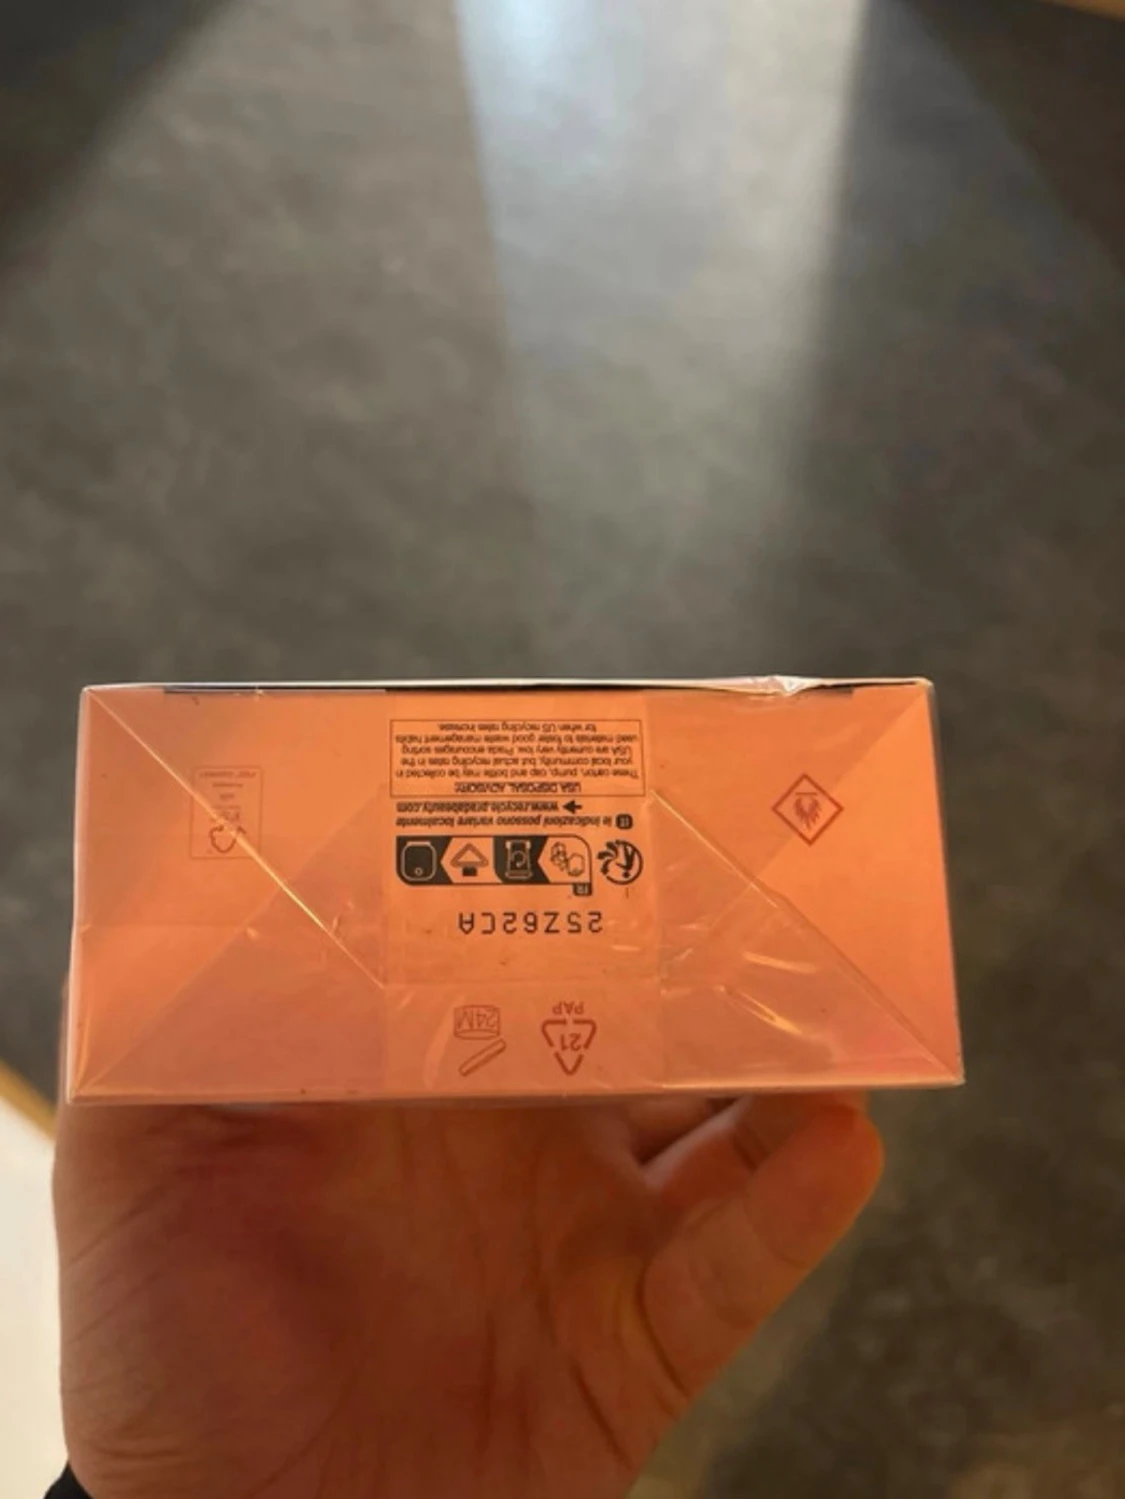 21
PAP
24M
25Z62CA
FR
IT le indicazioni possono variare localmente
www.recycle.pradabeauty.com
USA DISPOSAL ADVISORY:
These carton, pump, cap and bottle may be collected in
your local community, but actual recycling rates in the
USA are currently very low. Prada encourages sorting
used materials to foster good waste management habits
for when US recycling rates increase.